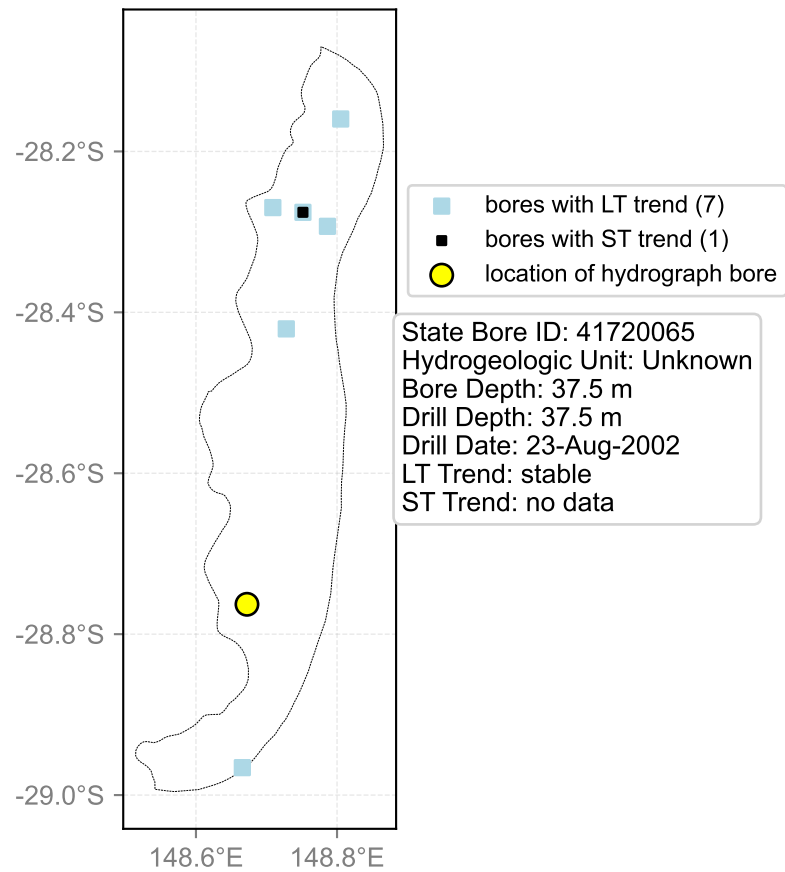 -28.2°S
-28.4°S
-28.6°S
-28.8°S
-29.0°S
148.6°E
148.8°E
bores with LT trend (7)
bores with ST trend (1)
location of hydrograph bore
State Bore ID: 41720065
Hydrogeologic Unit: Unknown
Bore Depth: 37.5 m
Drill Depth: 37.5 m
Drill Date: 23-Aug-2002
LT Trend: stable
ST Trend: no data